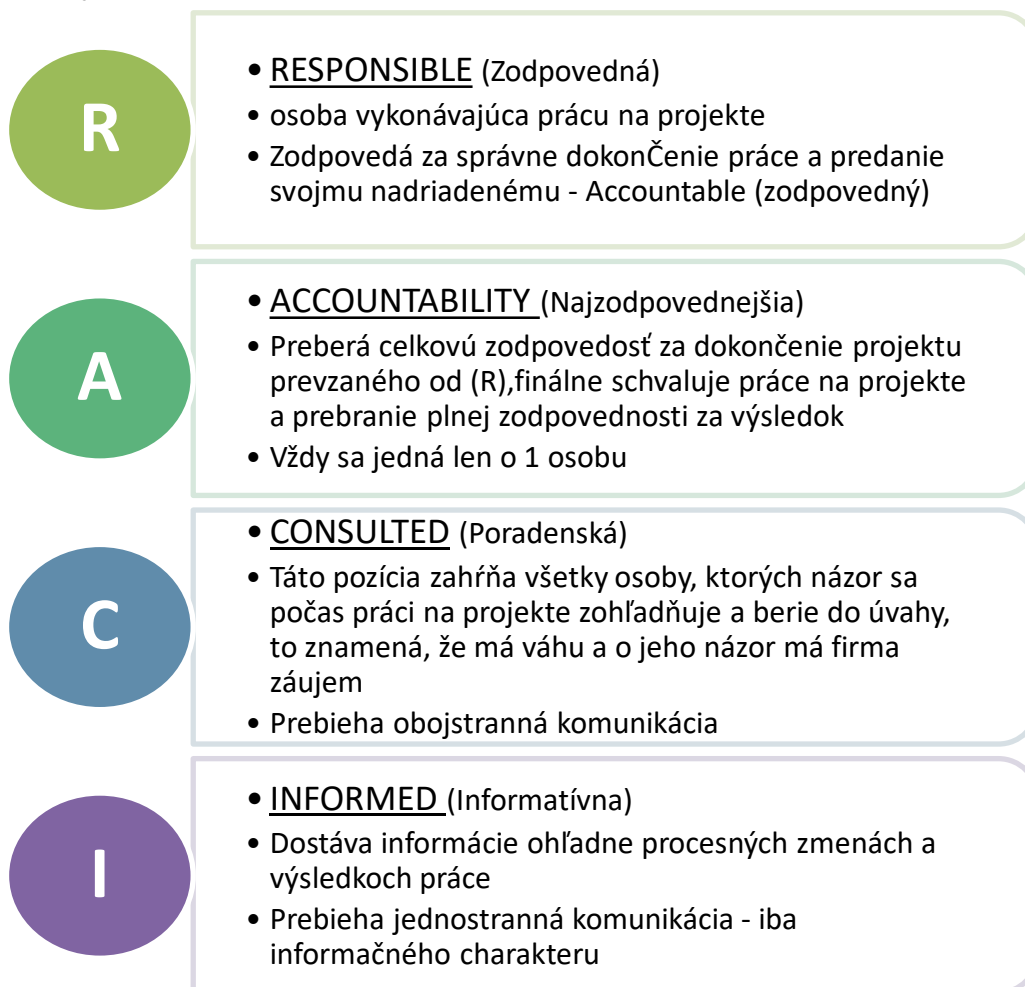 R
• RESPONSIBLE (Zodpovedná)
• osoba vykonávajúca prácu na projekte
• Zodpovedá za správne dokonČenie práce a predanie
svojmu nadriadenému - Accountable (zodpovedný)
A
• ACCOUNTABILITY (Najzodpovednejšia)
• Preberá celkovú zodpovedosť za dokončenie projektu
prevzaného od (R),finálne schvaluje práce na projekte
a prebranie plnej zodpovednosti za výsledok
• Vždy sa jedná len o 1 osobu
C
• CONSULTED (Poradenská)
• Táto pozícia zahŕňa všetky osoby, ktorých názor sa
počas práci na projekte zohľadňuje a berie do úvahy,
to znamená, že má váhu a o jeho názor má firma
záujem
• Prebieha obojstranná komunikácia
I
• INFORMED (Informatívna)
• Dostáva informácie ohľadne procesných zmenách a
výsledkoch práce
• Prebieha jednostranná komunikácia - iba
informačného charakteru